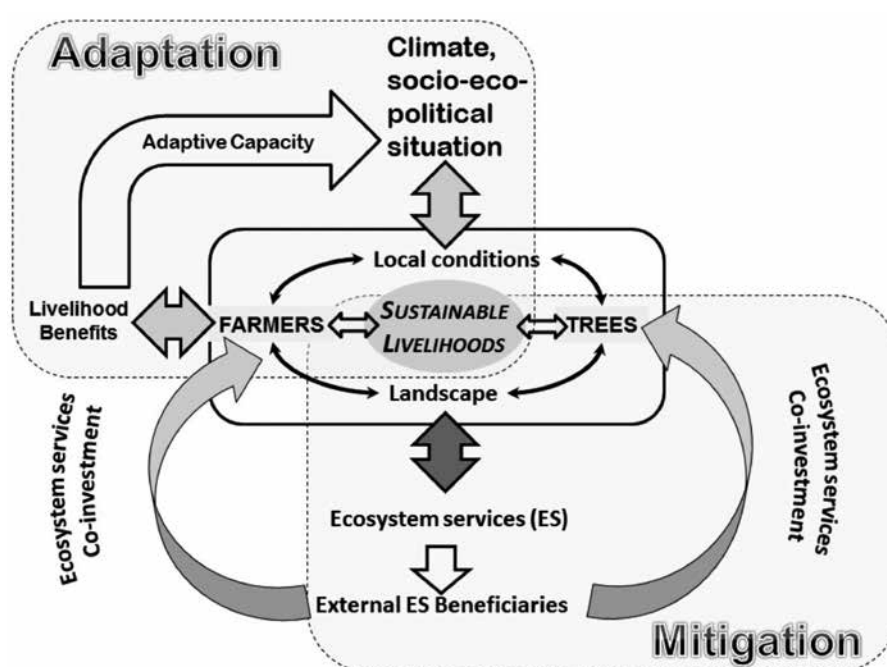 Adaptation
Climate,
socio-eco-
political
situation
Adaptive Capacity
Local conditions
Livelihood
Benefits
FARMERS
SUSTAINABLE
LIVELIHOODS
TREES
Landscape
Ecosystem services
Co-investment
Ecosystem services
Co-investment
Ecosystem services (ES)
External ES Beneficiaries
Mitigation